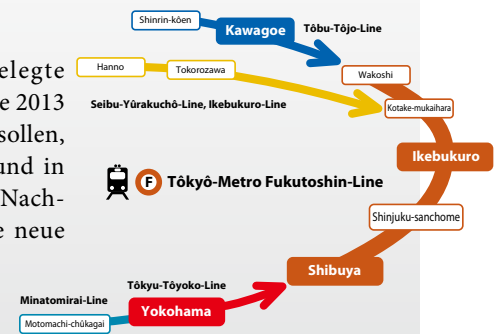 Shinrin-kôen
Kawagoe
Tôbu-Tôjo-Line
elegte
Hanno
Tokorozawa
Wakoshi
e 2013
Seibu-Yûrakuchô-Line, Ikebukuro-Line
Kotake-mukaihara
sollen,
und in
Ikebukuro
F Tôkyô-Metro Fukutoshin-Line
Nach-
e neue
Shinjuku-sanchome
Shibuya
Tôkyu-Tôyoko-Line
Minatomirai-Line
Yokohama
Motomachi-chûkagai